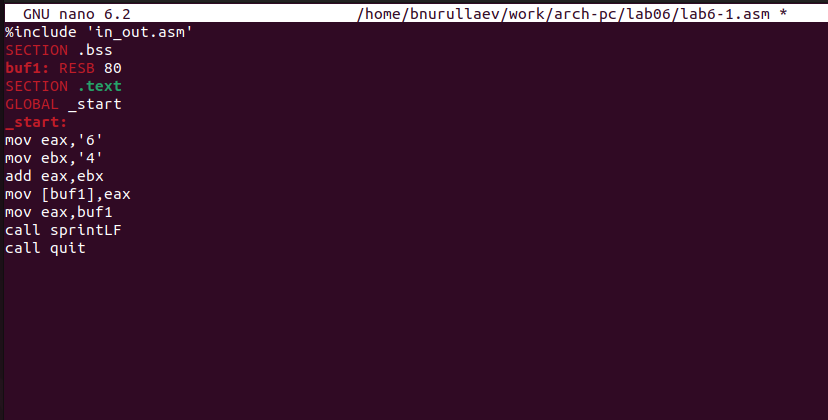 GNU nano 6.2 /home/bnurullaev/work/arch-pc/lab06/lab6-1.asm *
%include 'in_out.asm'
SECTION .bss
buf1: RESB 80
SECTION .text
GLOBAL _start
_start:
mov eax,'6'
mov ebx,'4'
add eax,ebx
mov [buf1],eax
mov eax,buf1
call sprintLF
call quit